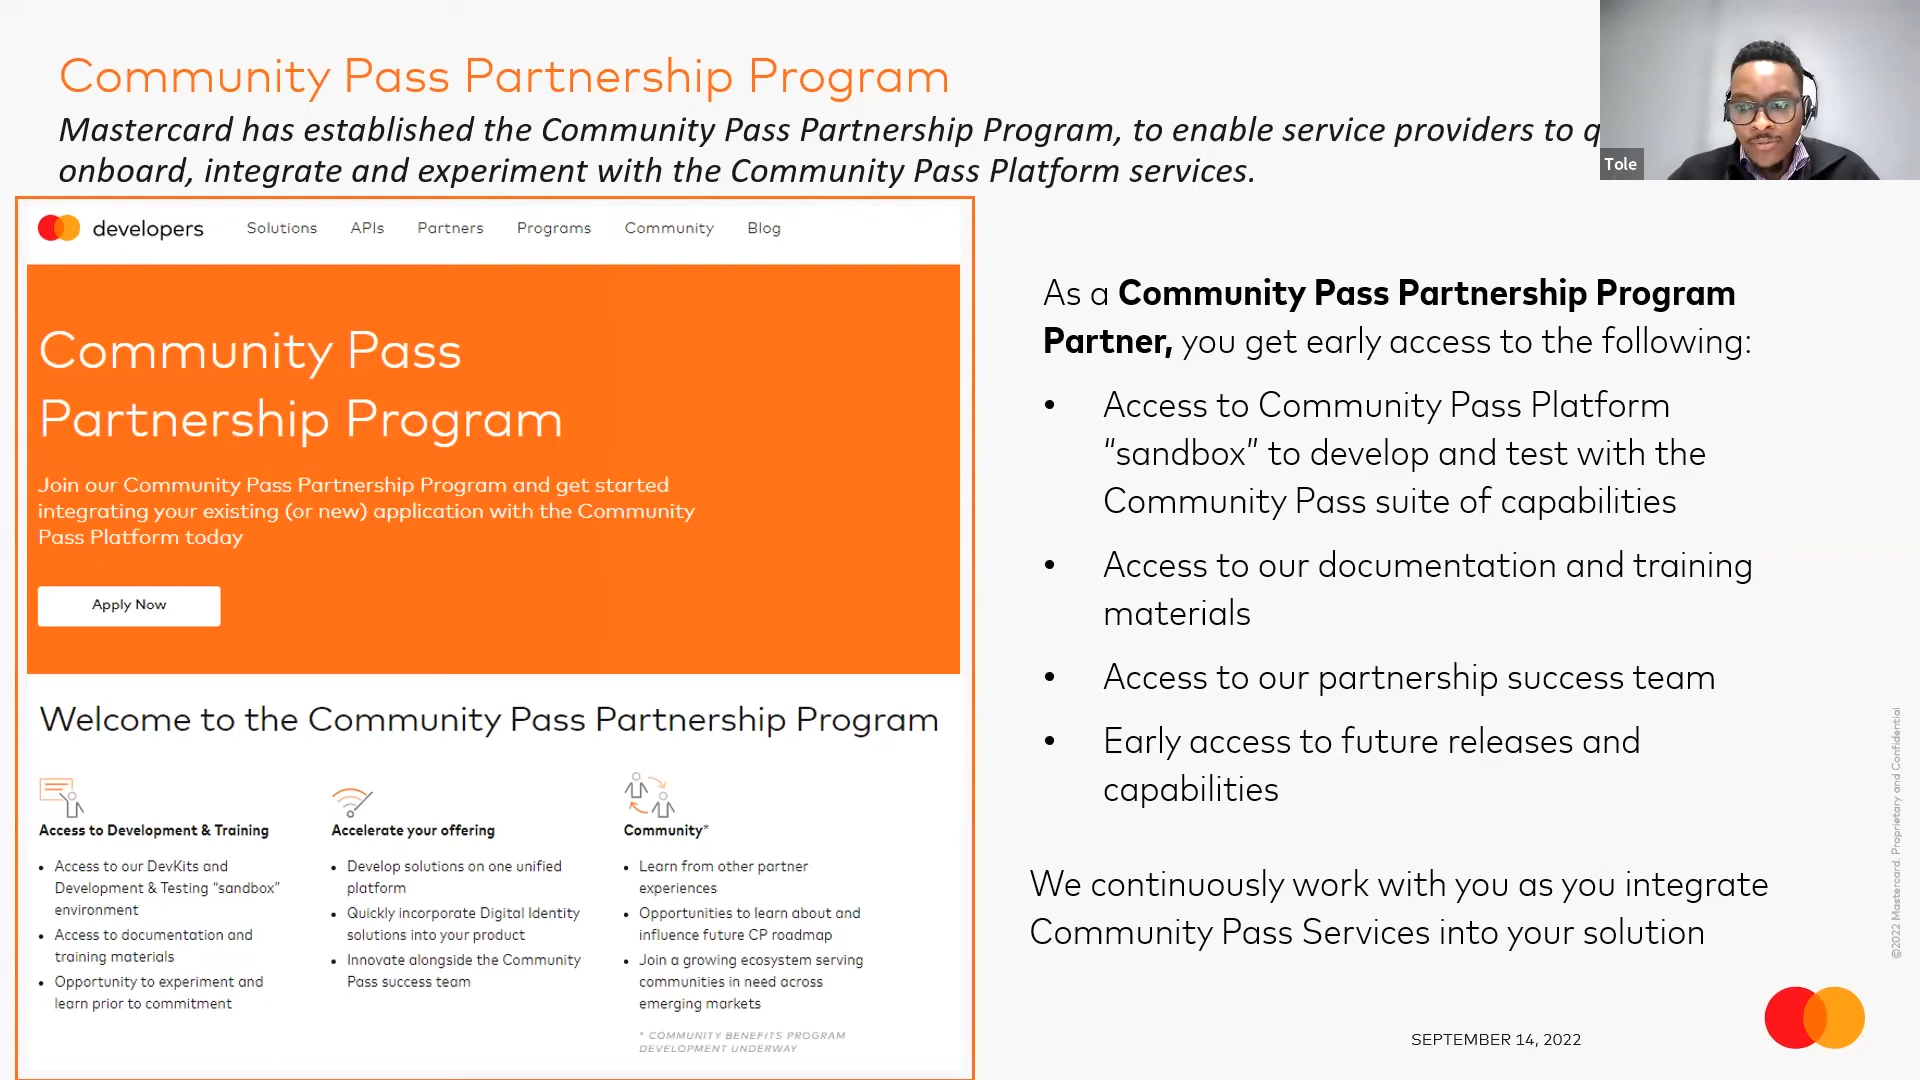 Community Pass Partnership Program
Mastercard has established the Community Pass Partnership Program, to enable service providers to q
onboard, integrate and experiment with the Community Pass Platform services.
Tole
developers Solutions APIs Partners Programs Community Blog
Community Pass
Partnership Program
Join our Community Pass Partnership Program and get started
integrating your existing (or new) application with the Community
Pass Platform today
Apply Now
Welcome to the Community Pass Partnership Program
Access to Development & Training
• Access to our DevKits and
Development & Testing “sandbox”
environment
• Access to documentation and
training materials
• Opportunity to experiment and
learn prior to commitment
Accelerate your offering
• Develop solutions on one unified
platform
• Quickly incorporate Digital Identity
solutions into your product
• Innovate alongside the Community
Pass success team
Community*
• Learn from other partner
experiences
• Opportunities to learn about and
influence future CP roadmap
• Join a growing ecosystem serving
communities in need across
emerging markets
* COMMUNITY BENEFITS PROGRAM
DEVELOPMENT UNDERWAY
As a Community Pass Partnership Program
Partner, you get early access to the following:
• Access to Community Pass Platform
“sandbox” to develop and test with the
Community Pass suite of capabilities
• Access to our documentation and training
materials
• Access to our partnership success team
• Early access to future releases and
capabilities
We continuously work with you as you integrate
Community Pass Services into your solution
SEPTEMBER 14, 2022
©2022 Mastercard. Proprietary and Confidential